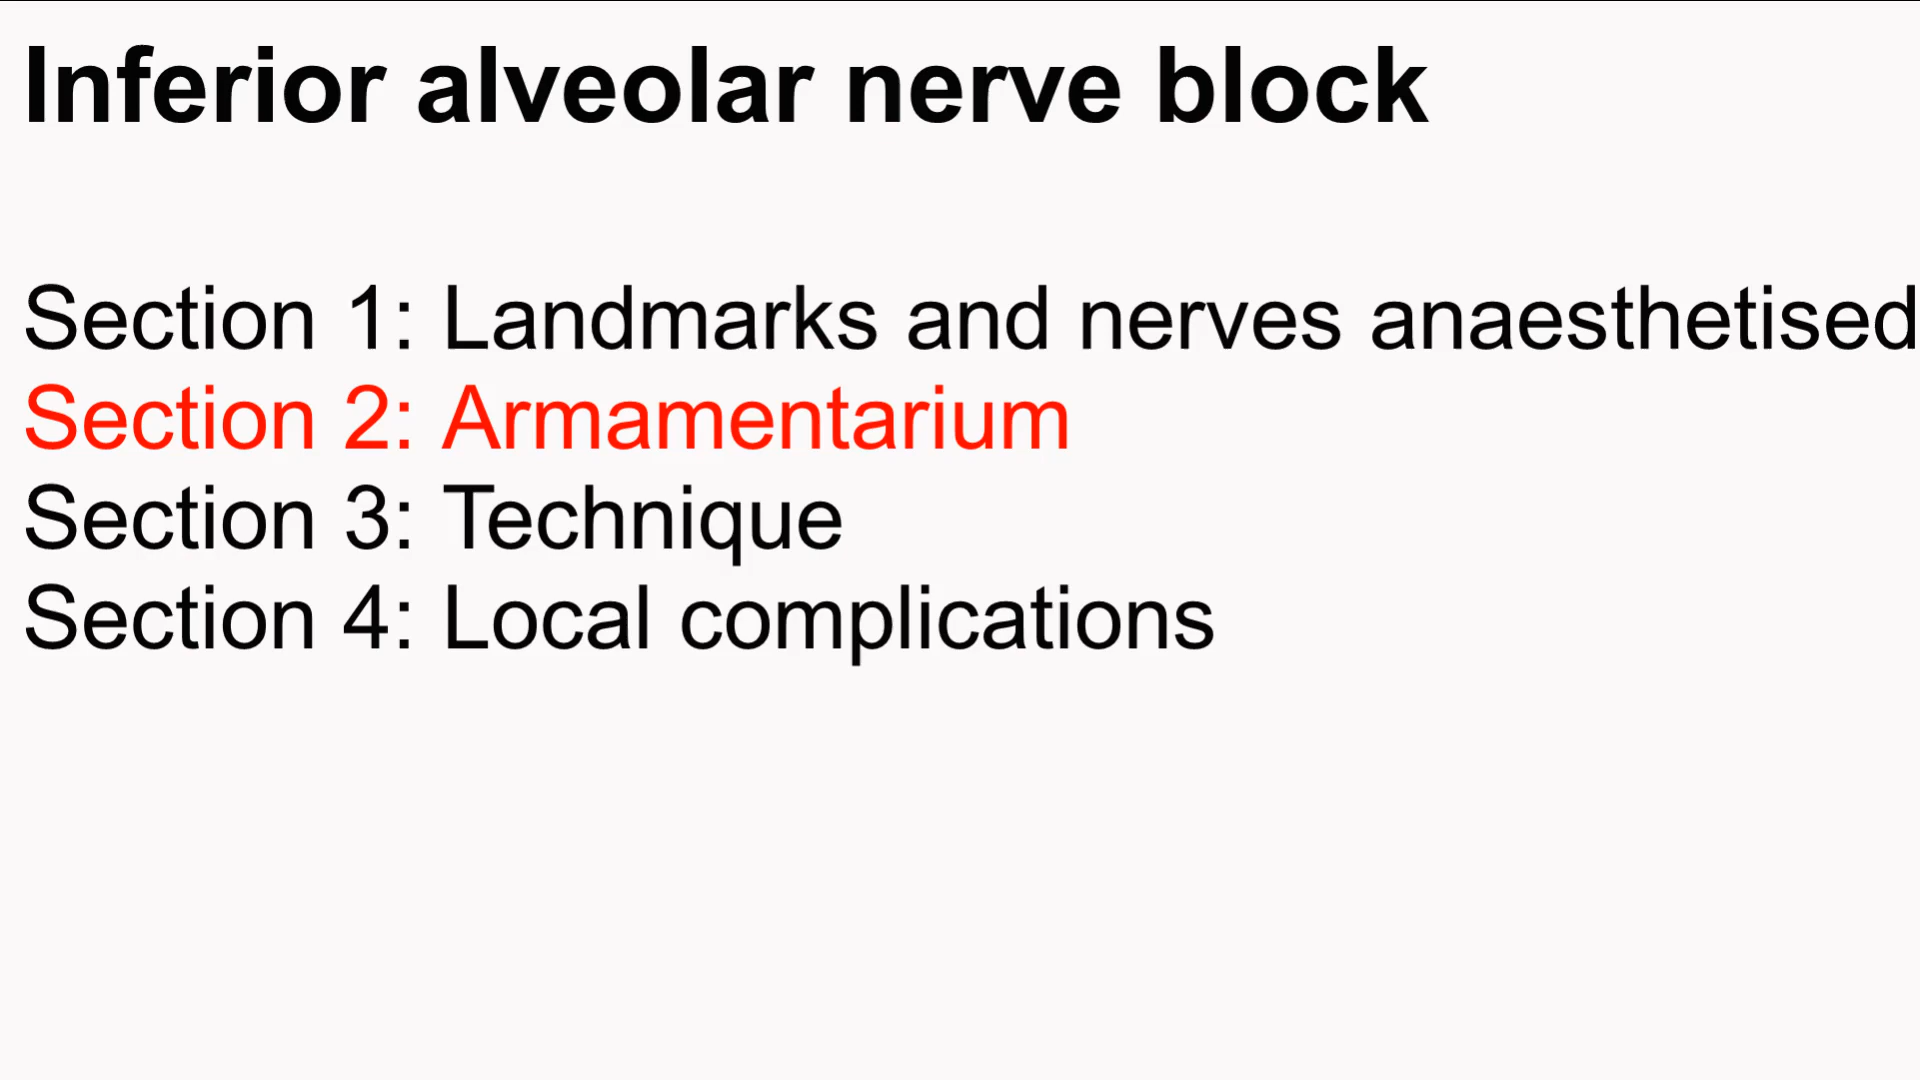 Inferior alveolar nerve block
Section 1: Landmarks and nerves anaesthetised
Section 2: Armamentarium
Section 3: Technique
Section 4: Local complications